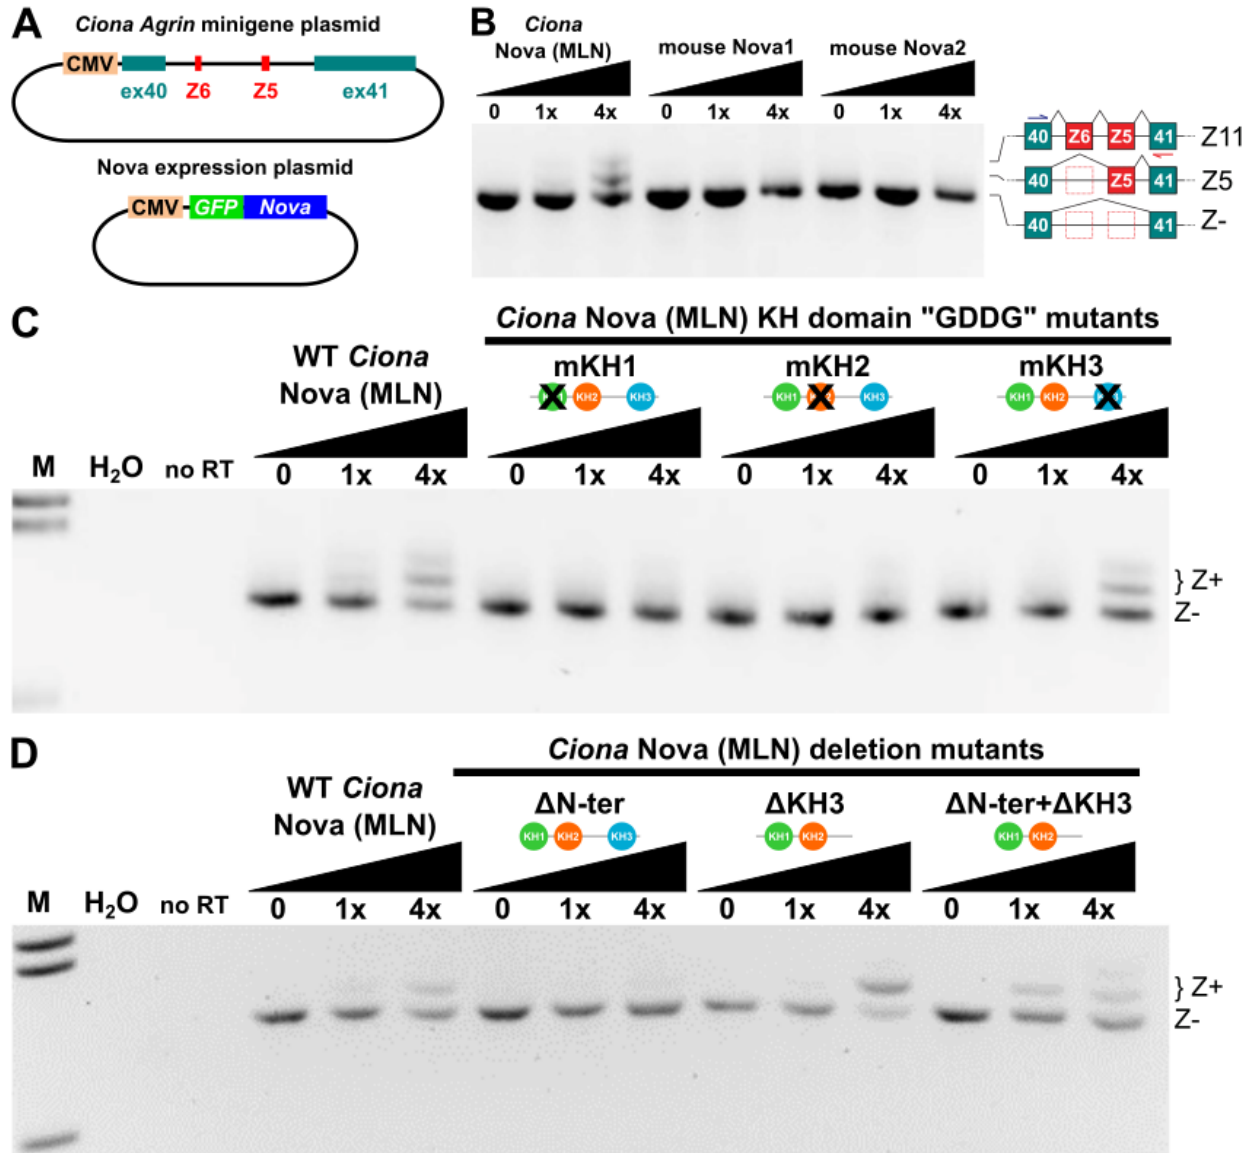 A
Ciona Agrin minigene plasmid
CMV
ex40 Z6 Z5 ex41
Nova expression plasmid
CMV GFP Nova
B
Ciona
Nova (MLN) mouse Nova1 mouse Nova2
0 1x 4x 0 1x 4x 0 1x 4x
40 Z6 Z5 41 Z11
40 Z5 41 Z5
40 41 Z-
C
Ciona Nova (MLN) KH domain "GDDG" mutants
WT Ciona
Nova (MLN)
mKH1 mKH2 mKH3
KH2 KH3 KH1 KH3 KH1 KH2
M H2O no RT 0 1x 4x 0 1x 4x 0 1x 4x 0 1x 4x
} Z+
Z-
D
Ciona Nova (MLN) deletion mutants
WT Ciona
Nova (MLN)
ΔN-ter ΔKH3 ΔN-ter+ΔKH3
KH1 KH2 KH3 KH1 KH2 KH1 KH2
M H2O no RT 0 1x 4x 0 1x 4x 0 1x 4x 0 1x 4x
} Z+
Z-